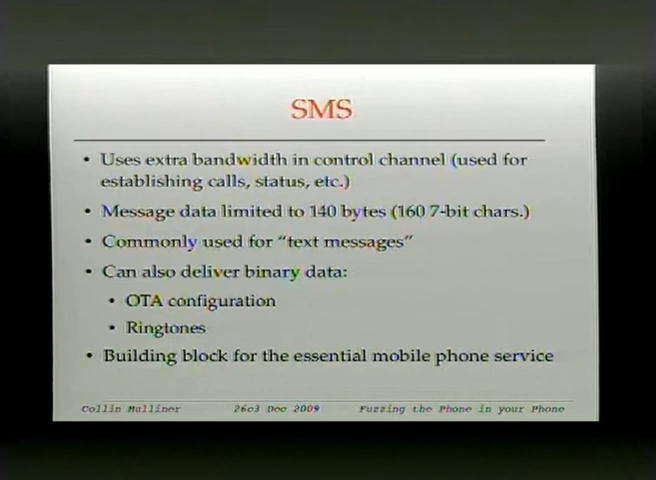 SMS
• Uses extra bandwidth in control channel (used for
establishing calls, status, etc.)
• Message data limited to 140 bytes (160 7-bit chars.)
• Commonly used for “text messages”
• Can also deliver binary data:
• OTA configuration
• Ringtones
• Building block for the essential mobile phone service
Collin Mulliner 26c3 Dec 2009 Fuzzing the Phone in your Phone